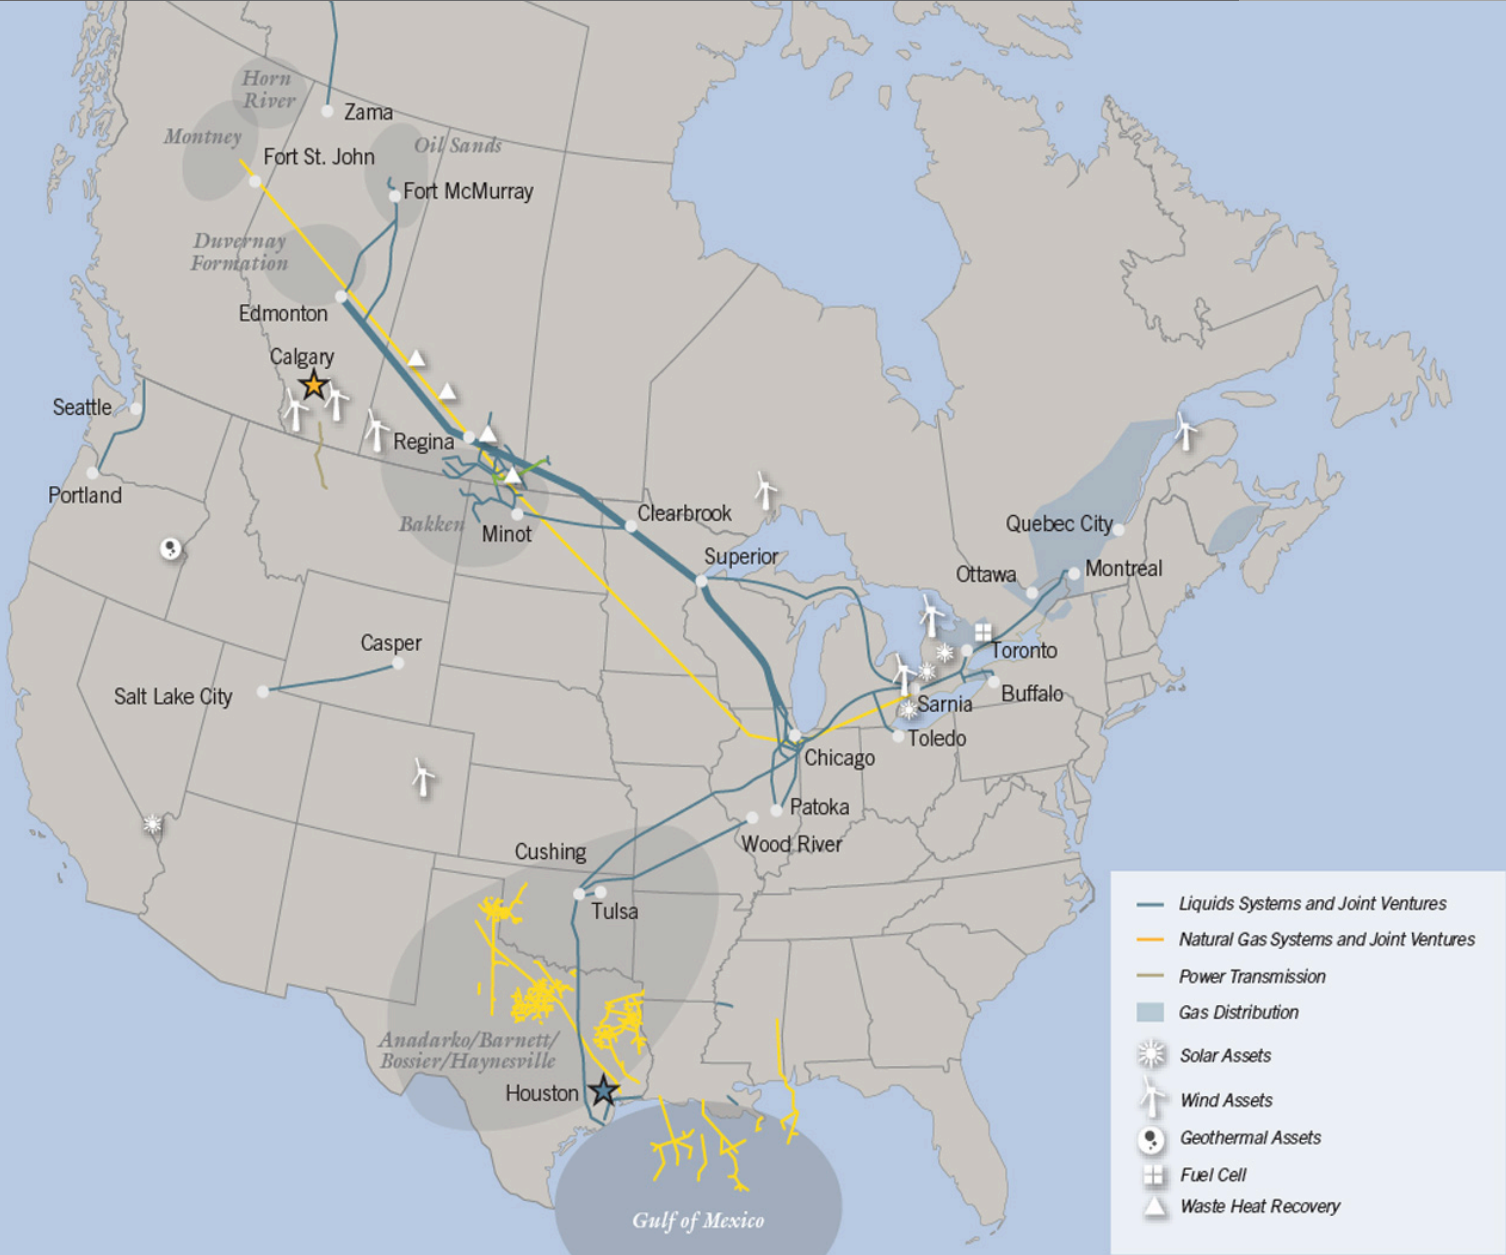 Horn
River
Zama
Montney
Oil Sands
Fort St. John
Fort McMurray
Duvernay
Formation
Edmonton
Calgary
Seattle
Regina
Portland
Bakken
Minot
Clearbrook
Superior
Quebec City
Ottawa
Montreal
Casper
Toronto
Salt Lake City
Buffalo
Sarnia
Toledo
Chicago
Patoka
Wood River
Cushing
Tulsa
Anadarko/Barnett/
Bossier/Haynesville
Houston
Gulf of Mexico
Liquids Systems and Joint Ventures
Natural Gas Systems and Joint Ventures
Power Transmission
Gas Distribution
Solar Assets
Wind Assets
Geothermal Assets
Fuel Cell
Waste Heat Recovery